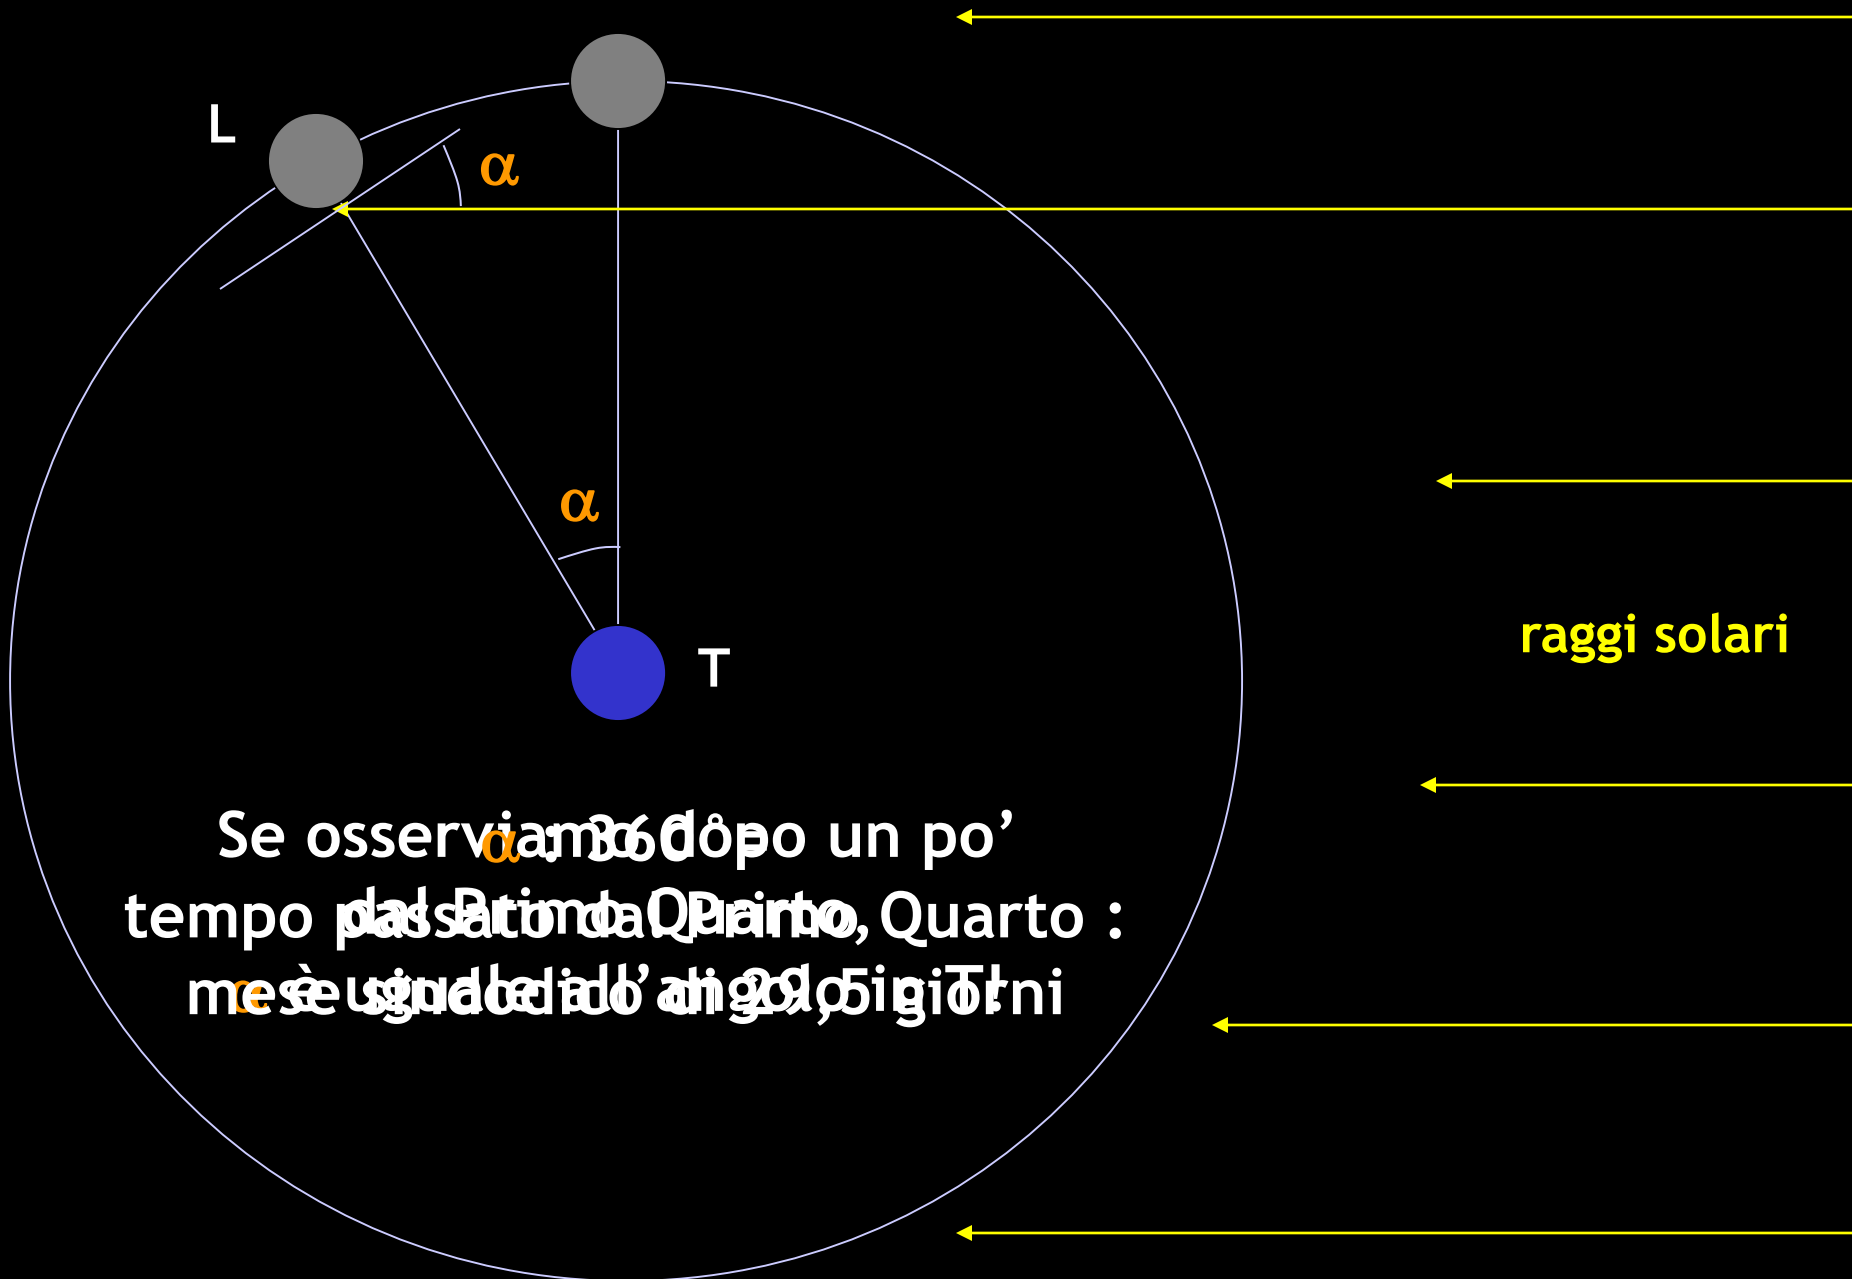 L
α
α
T
raggi solari
Se osserviamo dopo un po’
dal Primo Quarto,
α è uguale all’angolo in T!
α : 360° =
tempo passato dal Primo Quarto :
mese sinodico di 29,5 giorni